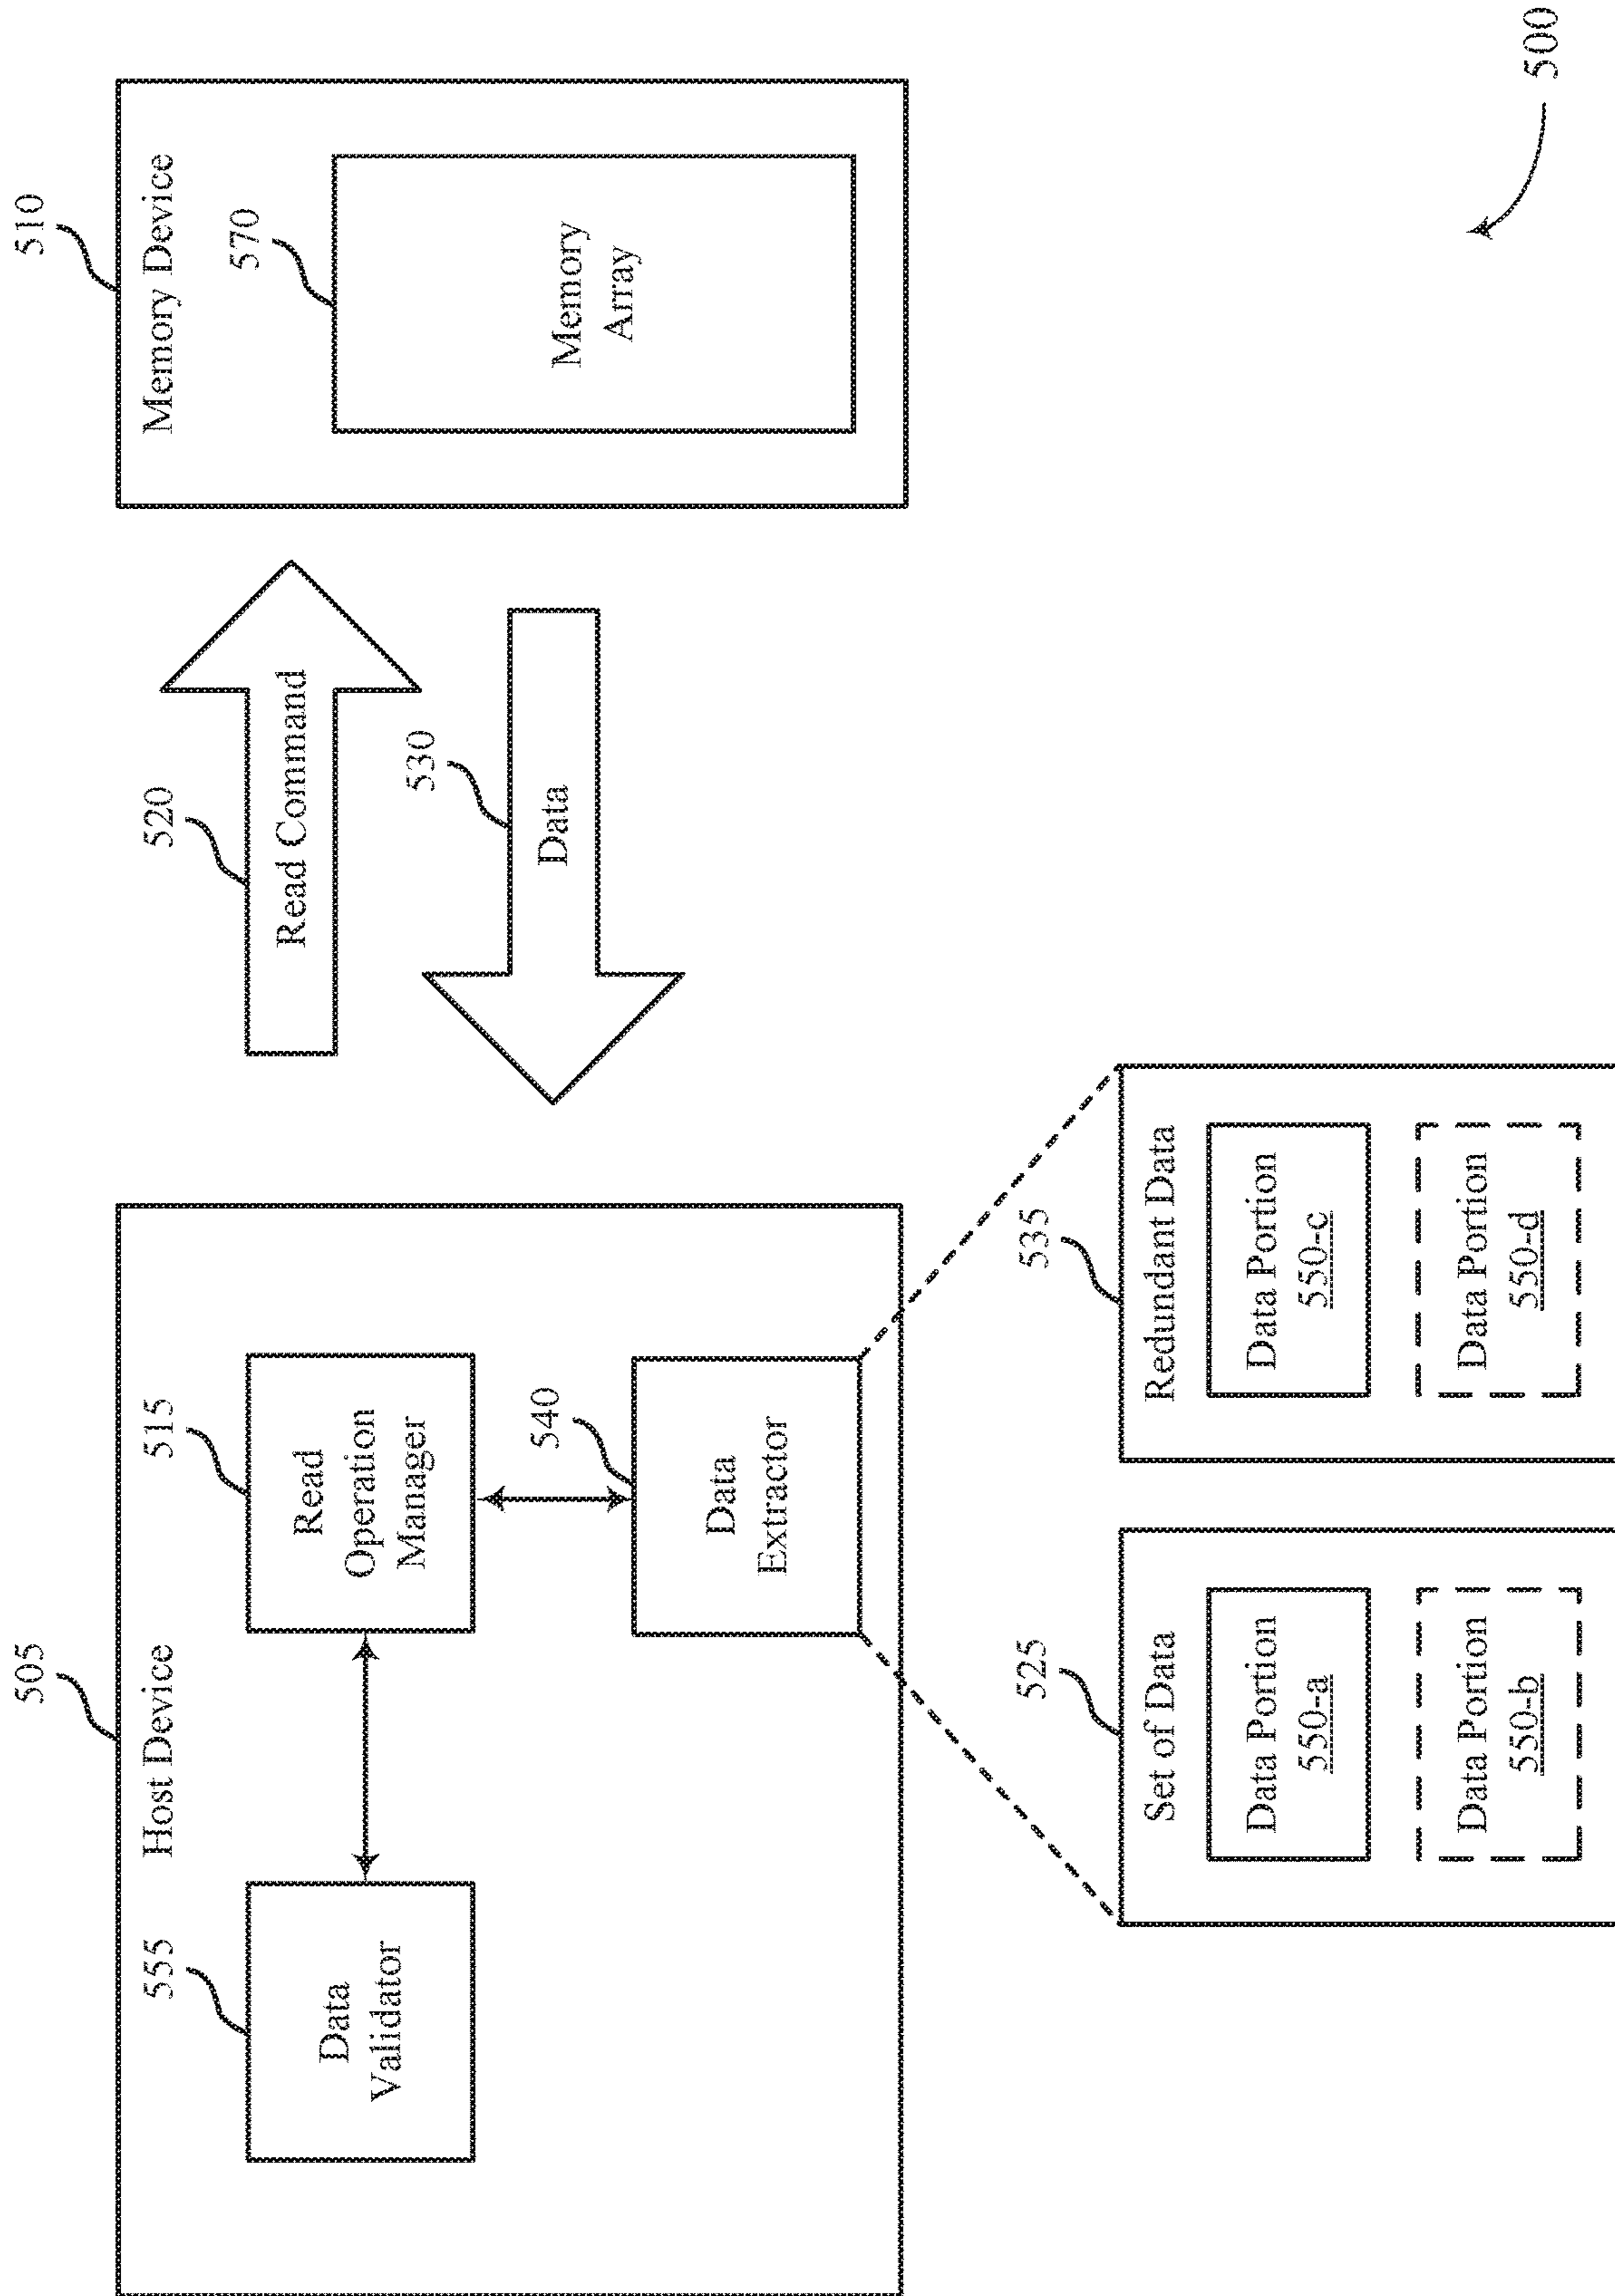 505
Host Device
555
Data
Validator
515
Read
Operation
Manager
540
Data
Extractor
520
Read Command
530
Data
510
Memory Device
570
Memory
Array
525
Set of Data
Data Portion
550-a
Data Portion
550-b
535
Redundant Data
Data Portion
550-c
Data Portion
550-d
500